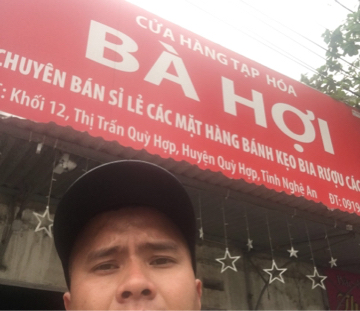 CỬA HÀNG TẠP HÓA
BÀ HỢI
CHUYÊN BÁN SỈ LẺ CÁC MẶT HÀNG BÁNH KẸO BIA RƯỢU CÁC
Khối 12, Thị Trấn Quỳ Hợp, Huyện Quỳ Hợp, Tỉnh Nghệ An ĐT: 0919